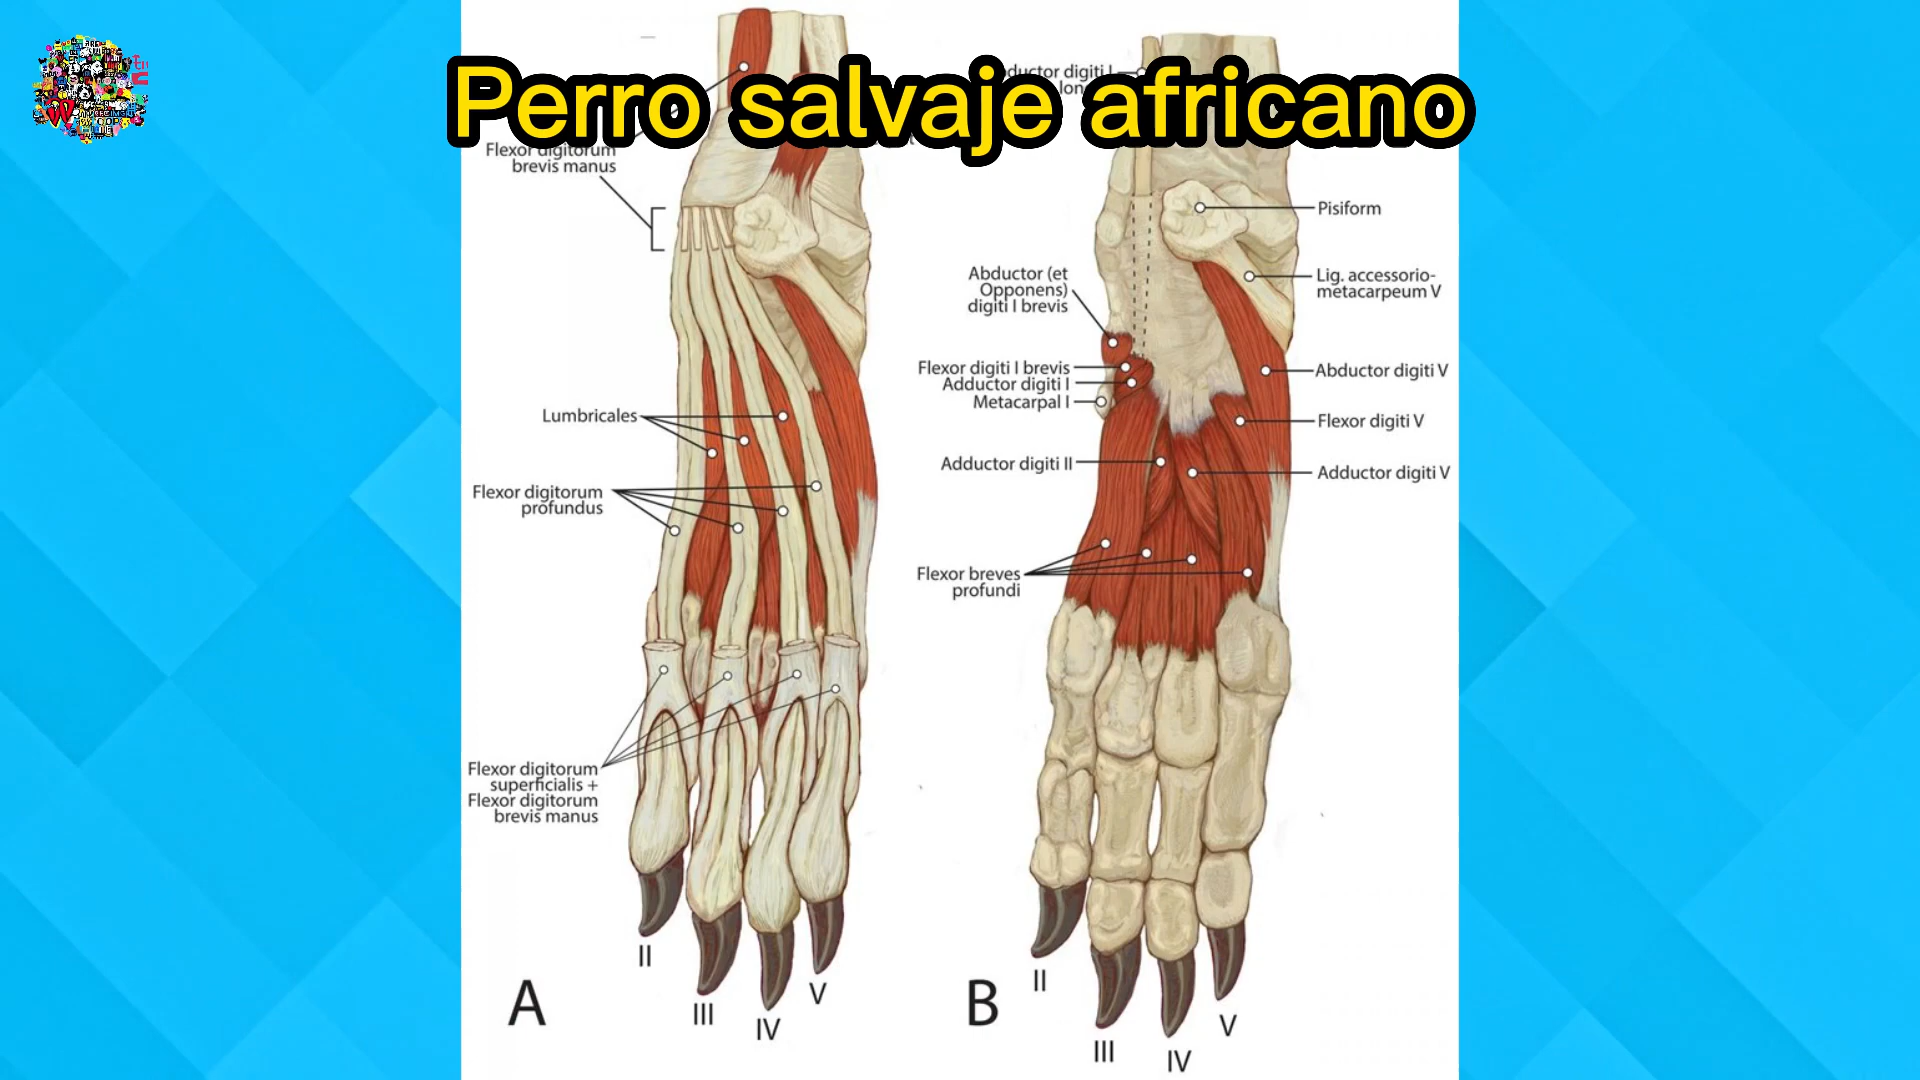 Perro salvaje africano
Flexor digitorum
brevis manus
Lumbricales
Flexor digitorum
profundus
Flexor digitorum
superficialis +
Flexor digitorum
brevis manus
II
III
IV
V
A
digiti I
Pisiform
Lig. accessorio-
metacarpeum V
Abductor (et
Opponens)
digiti I brevis
Flexor digiti I brevis
Adductor digiti I
Metacarpal I
Abductor digiti V
Flexor digiti V
Adductor digiti II
Adductor digiti V
Flexor breves
profundi
II
III
IV
V
B